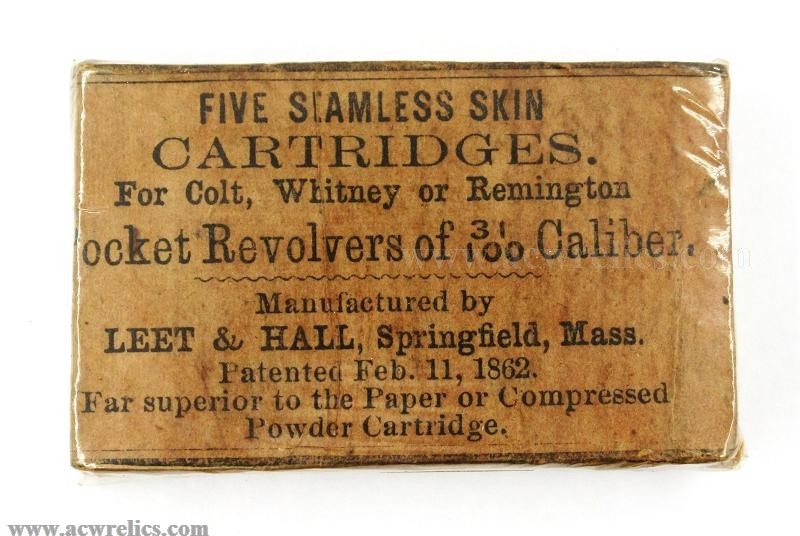 FIVE SEAMLESS SKIN
CARTRIDGES.
For Colt, Whitney or Remington
ocket Revolvers of 31/100 Caliber.
Manufactured by
LEET & HALL, Springfield, Mass.
Patented Feb. 11, 1862.
Far superior to the Paper or Compressed
Powder Cartridge.
www.acwrelics.com